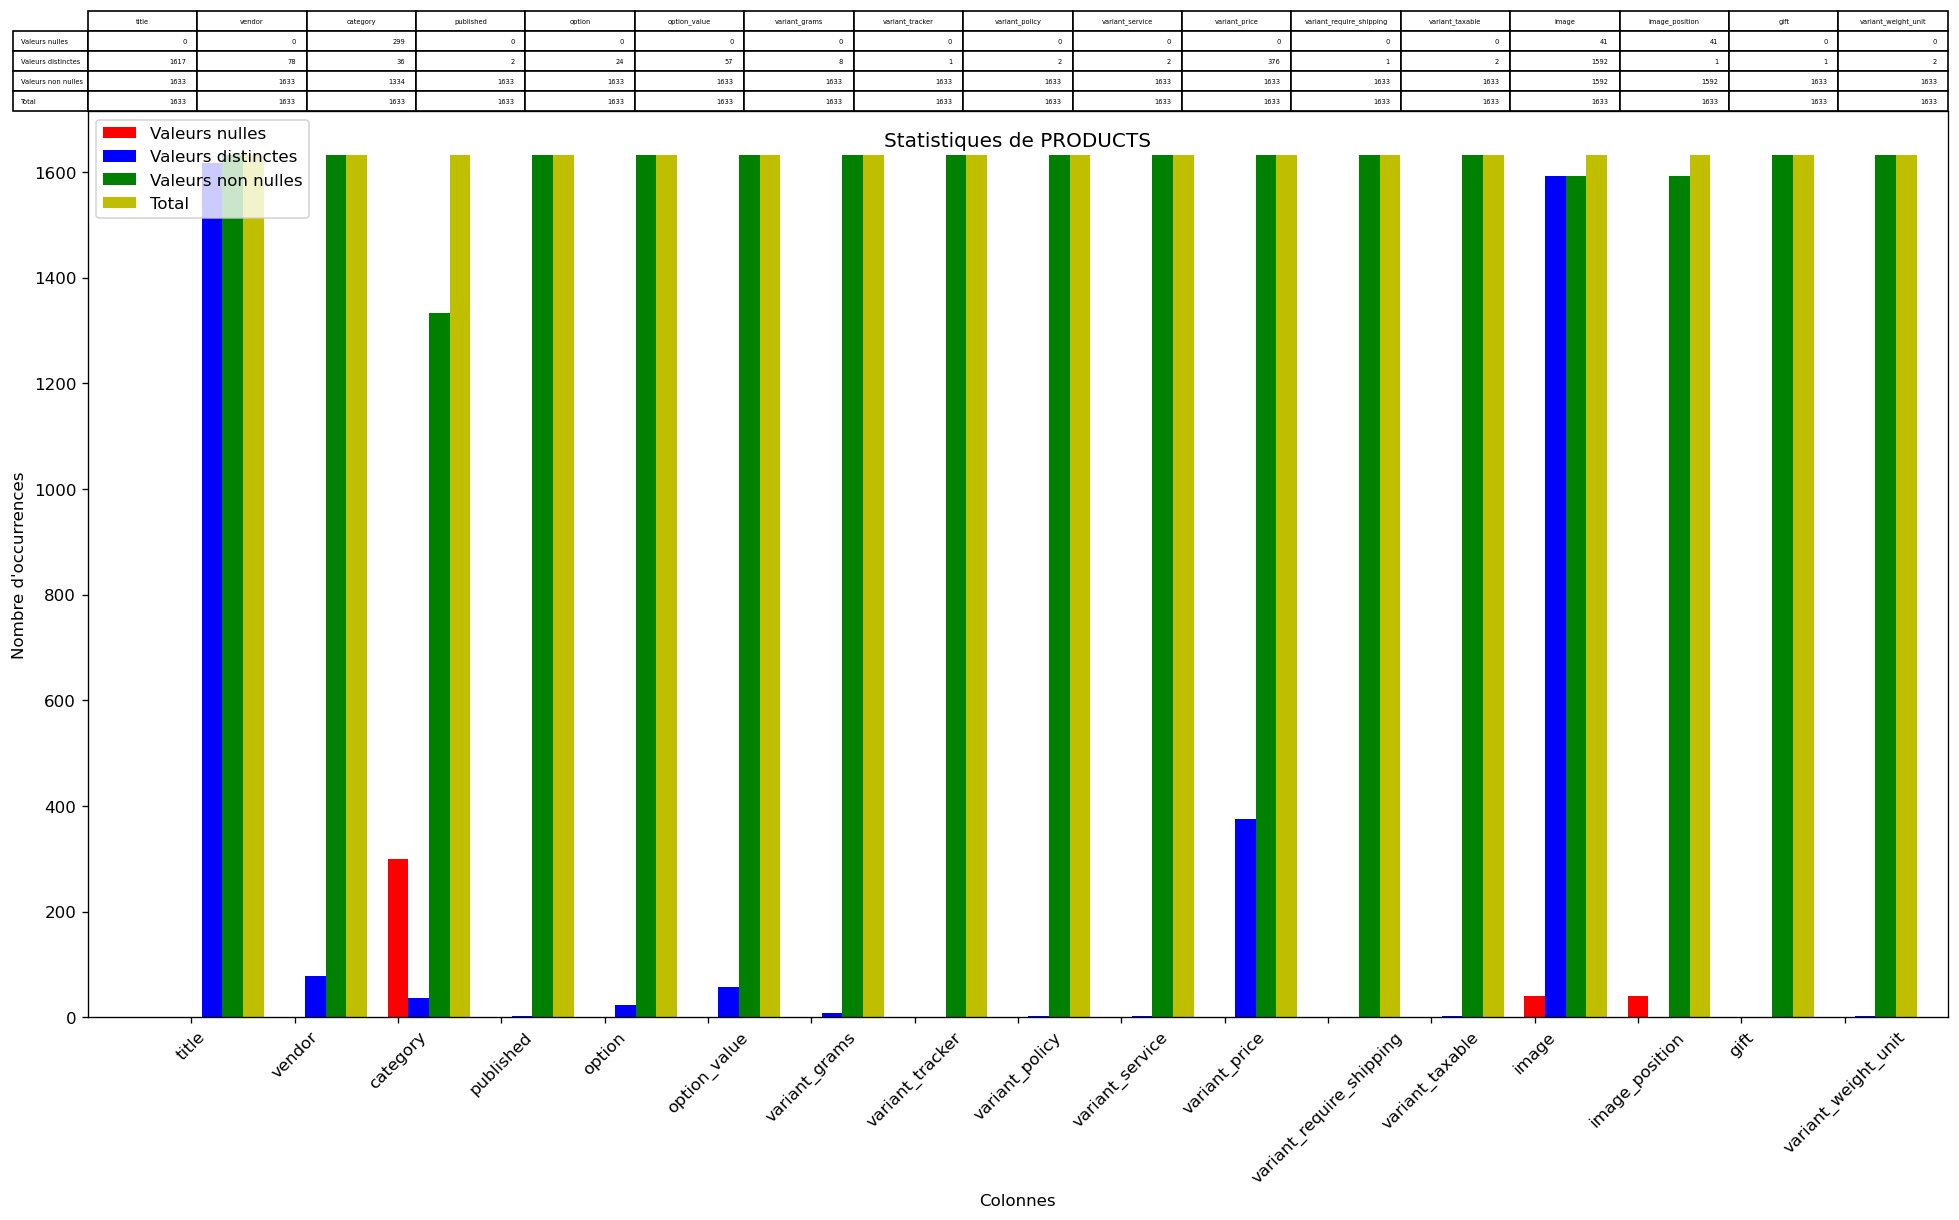 title vendor category published option option_value variant_grams variant_tracker variant_policy variant_service variant_price variant_require_shipping variant_taxable image image_position gift variant_weight_unit
Valeurs nulles 0 0 299 0 0 0 0 0 0 0 0 0 0 41 41 0 0
Valeurs distinctes 1617 78 36 2 24 57 8 1 2 2 376 1 2 1592 1 1 2
Valeurs non nulles 1633 1633 1334 1633 1633 1633 1633 1633 1633 1633 1633 1633 1633 1592 1592 1633 1633
Total 1633 1633 1633 1633 1633 1633 1633 1633 1633 1633 1633 1633 1633 1633 1633 1633 1633
Statistiques de PRODUCTS
Valeurs nulles
Valeurs distinctes
Valeurs non nulles
Total
Nombre d'occurrences
1600
1400
1200
1000
800
600
400
200
0
title
vendor
category
published
option
option_value
variant_grams
variant_tracker
variant_policy
variant_service
variant_price
variant_require_shipping
variant_taxable
image
image_position
gift
variant_weight_unit
Colonnes